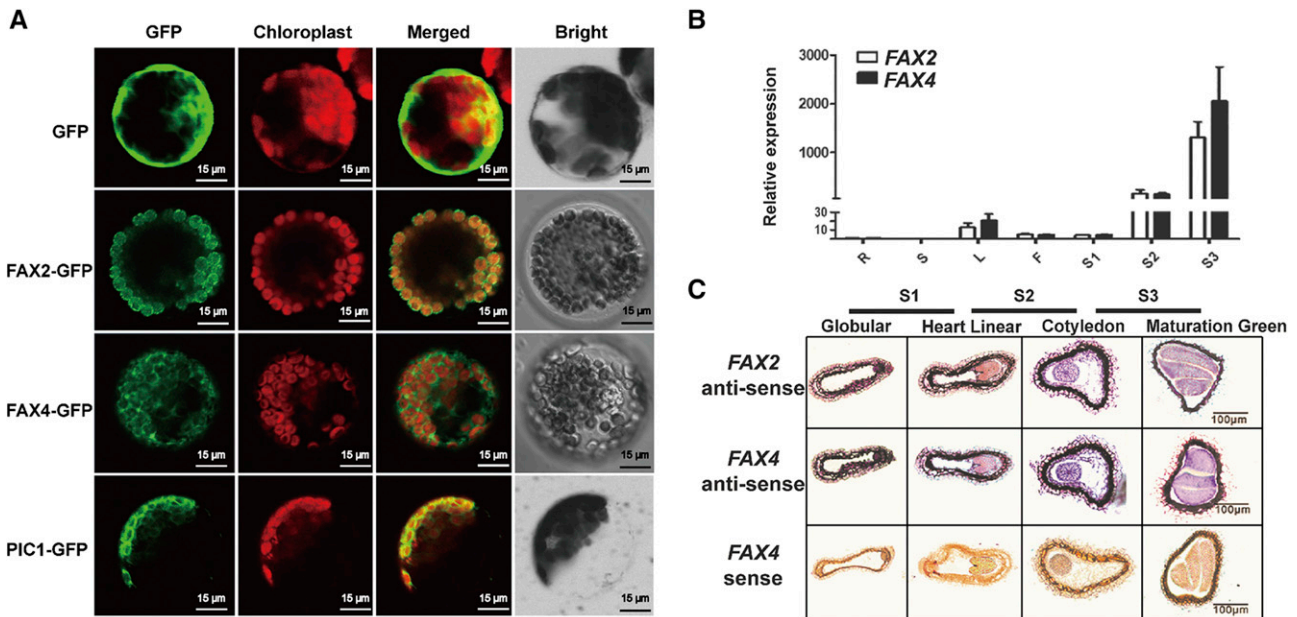 A
GFP Chloroplast Merged Bright
GFP
15 µm 15 µm 15 µm 15 µm
FAX2-GFP
15 µm 15 µm 15 µm 15 µm
FAX4-GFP
15 µm 15 µm 15 µm 15 µm
PIC1-GFP
15 µm 15 µm 15 µm 15 µm
B
FAX2
FAX4
Relative expression
3000
2000
1000
30
10
R S L F S1 S2 S3
C
S1 S2 S3
Globular Heart Linear Cotyledon Maturation Green
FAX2
anti-sense
100µm
FAX4
anti-sense
100µm
FAX4
sense
100µm